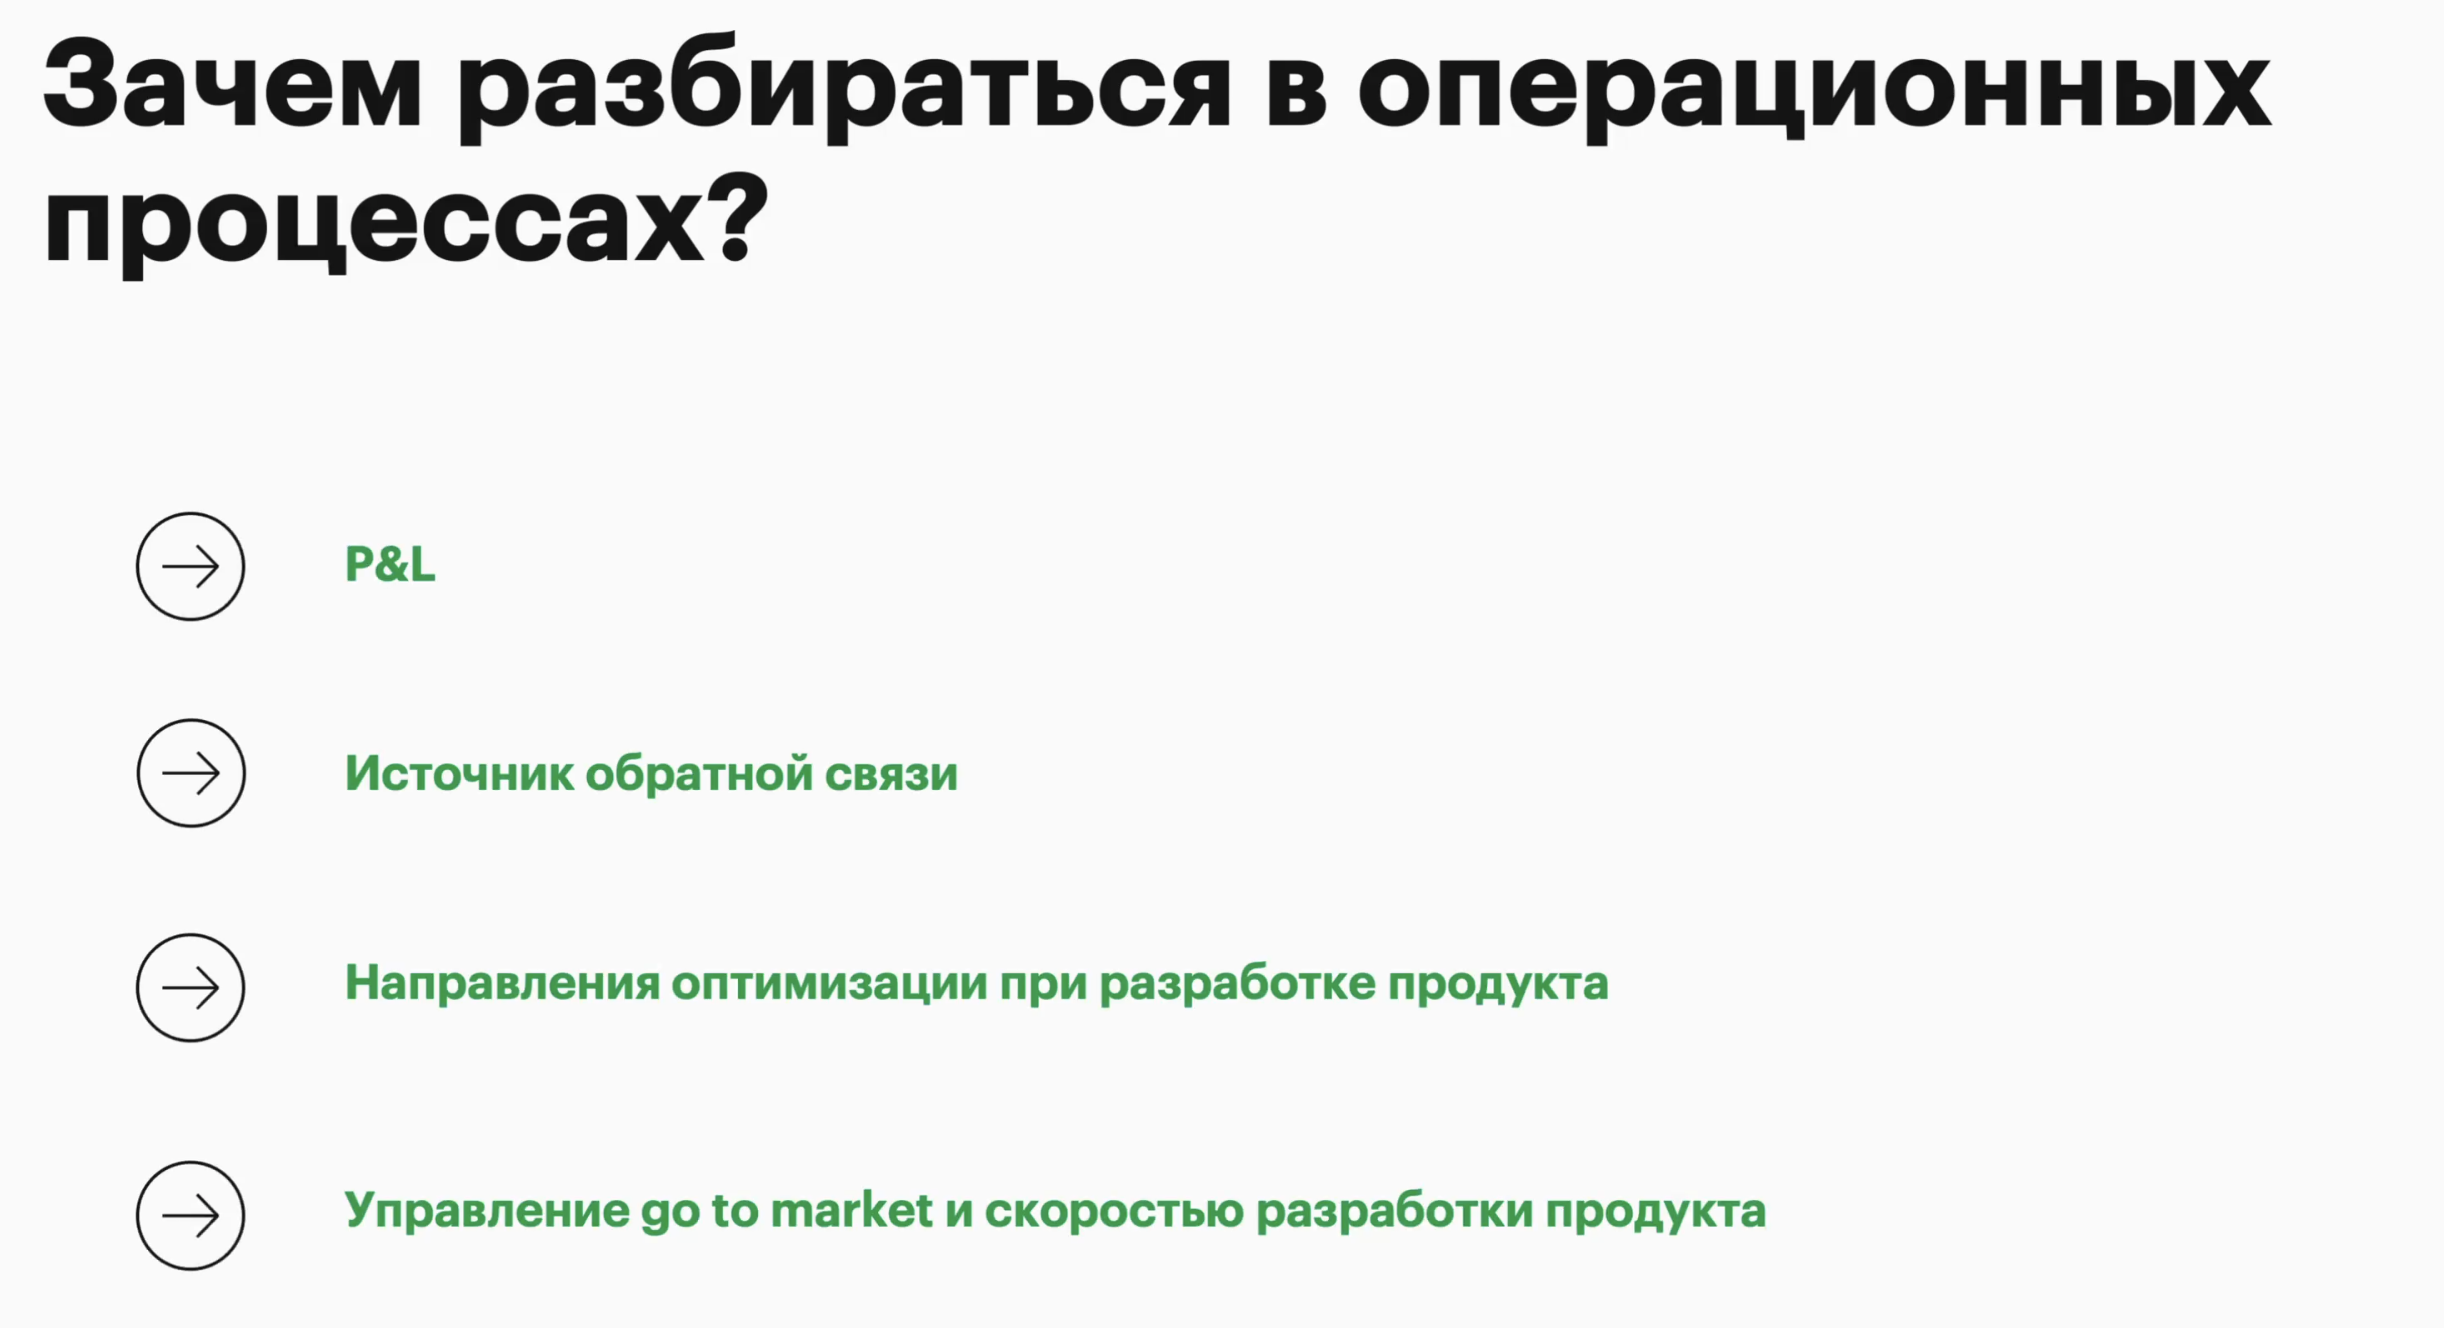 Зачем разбираться в операционных
процессах?
P&L
Источник обратной связи
Направления оптимизации при разработке продукта
Управление go to market и скоростью разработки продукта